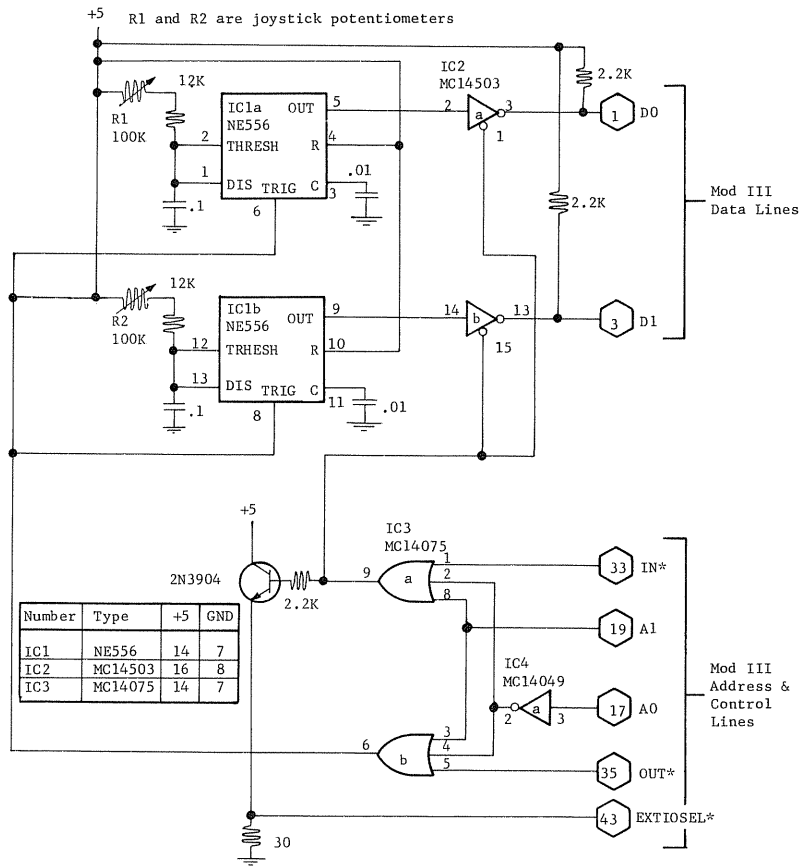 +5 R1 and R2 are joystick potentiometers
12K
R1
100K
IC1a OUT
NE556
THRESH R
DIS TRIG C
5
2
4
1
3
6
.01
.1
IC2
MC14503
2 a 3
1
2.2K
1 D0
Mod III
Data Lines
2.2K
12K
R2
100K
IC1b OUT
NE556
TRHESH R
DIS TRIG C
9
12
10
13
11
8
.01
.1
14 b 13
15
3 D1
+5
2N3904
2.2K
IC3
MC14075
9 a 1
2
8
33 IN*
19 A1
IC4
MC14049
2 a 3
17 A0
Mod III
Address &
Control
Lines
6 b 3
4
5
35 OUT*
43 EXTIOSEL*
30
Number Type +5 GND
IC1 NE556 14 7
IC2 MC14503 16 8
IC3 MC14075 14 7